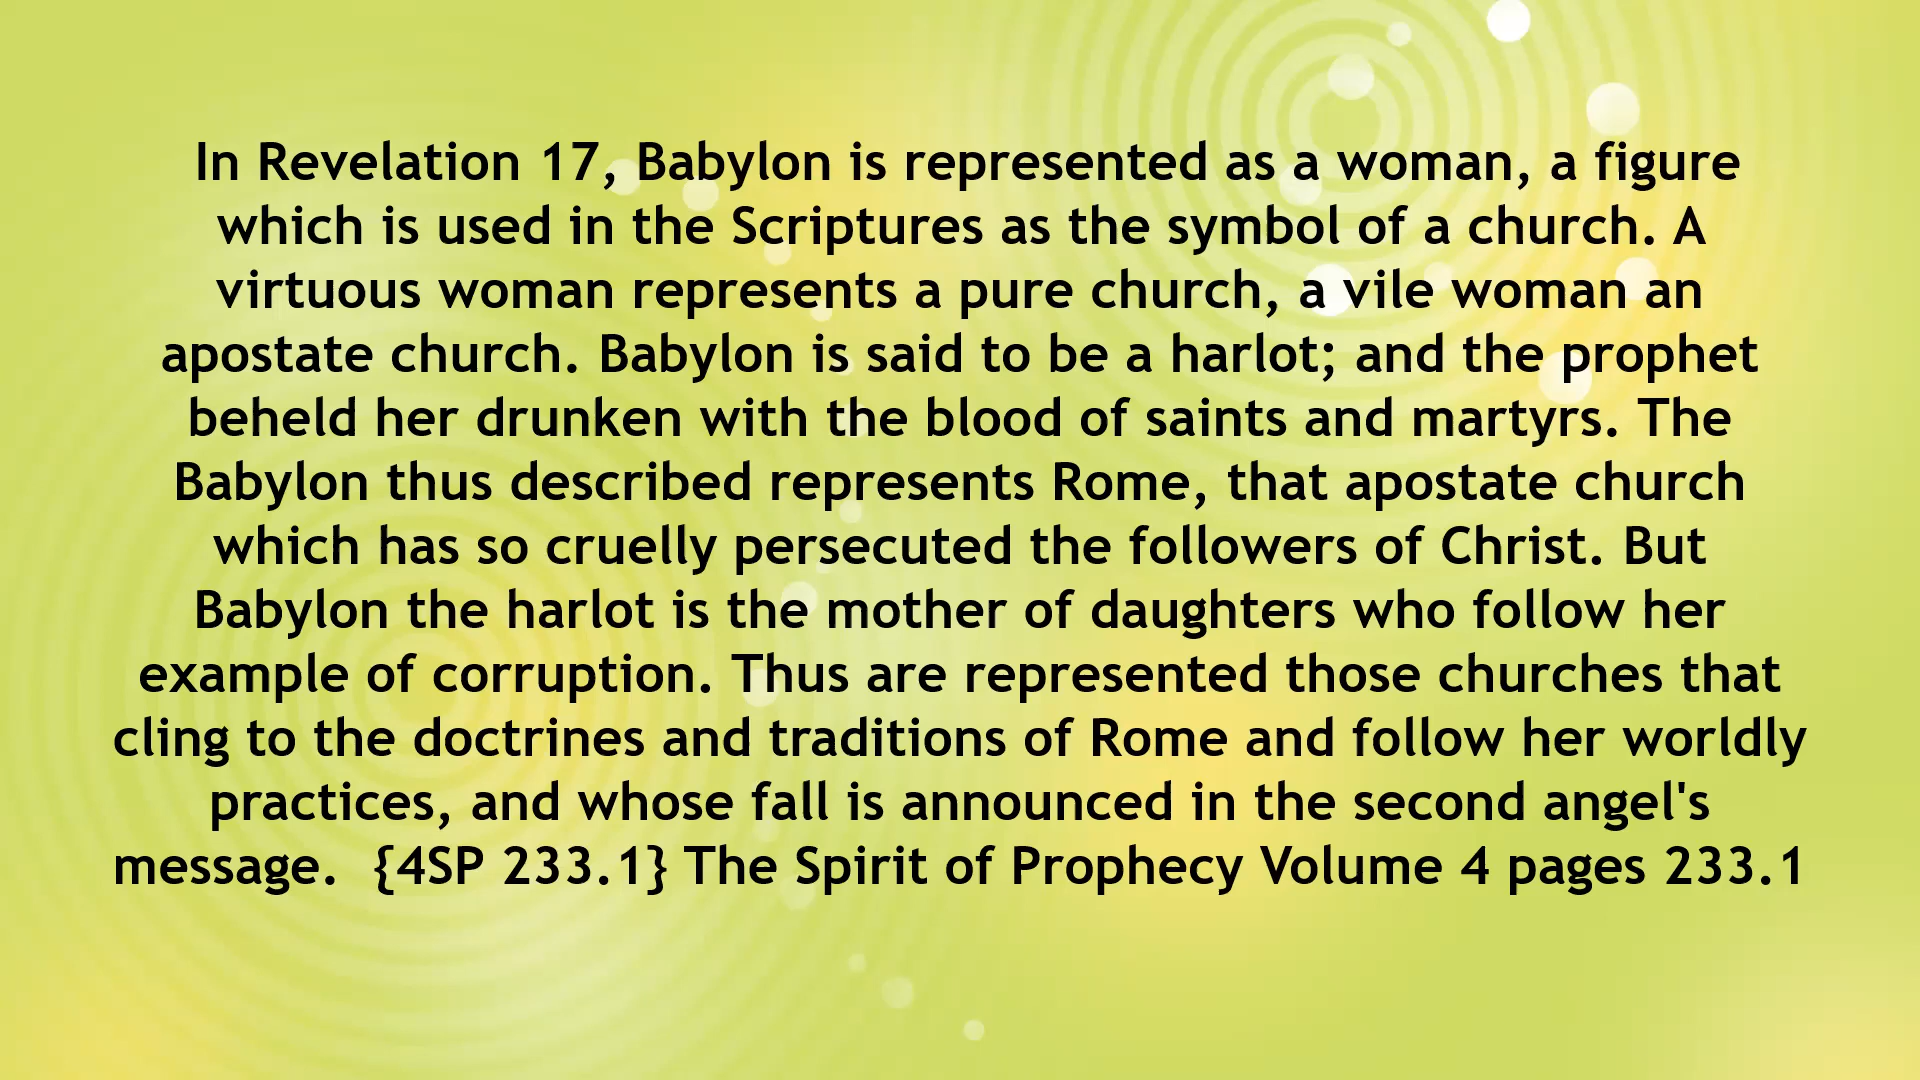 In Revelation 17, Babylon is represented as a woman, a figure
which is used in the Scriptures as the symbol of a church. A
virtuous woman represents a pure church, a vile woman an
apostate church. Babylon is said to be a harlot; and the prophet
beheld her drunken with the blood of saints and martyrs. The
Babylon thus described represents Rome, that apostate church
which has so cruelly persecuted the followers of Christ. But
Babylon the harlot is the mother of daughters who follow her
example of corruption. Thus are represented those churches that
cling to the doctrines and traditions of Rome and follow her worldly
practices, and whose fall is announced in the second angel's
message.  {4SP 233.1} The Spirit of Prophecy Volume 4 pages 233.1